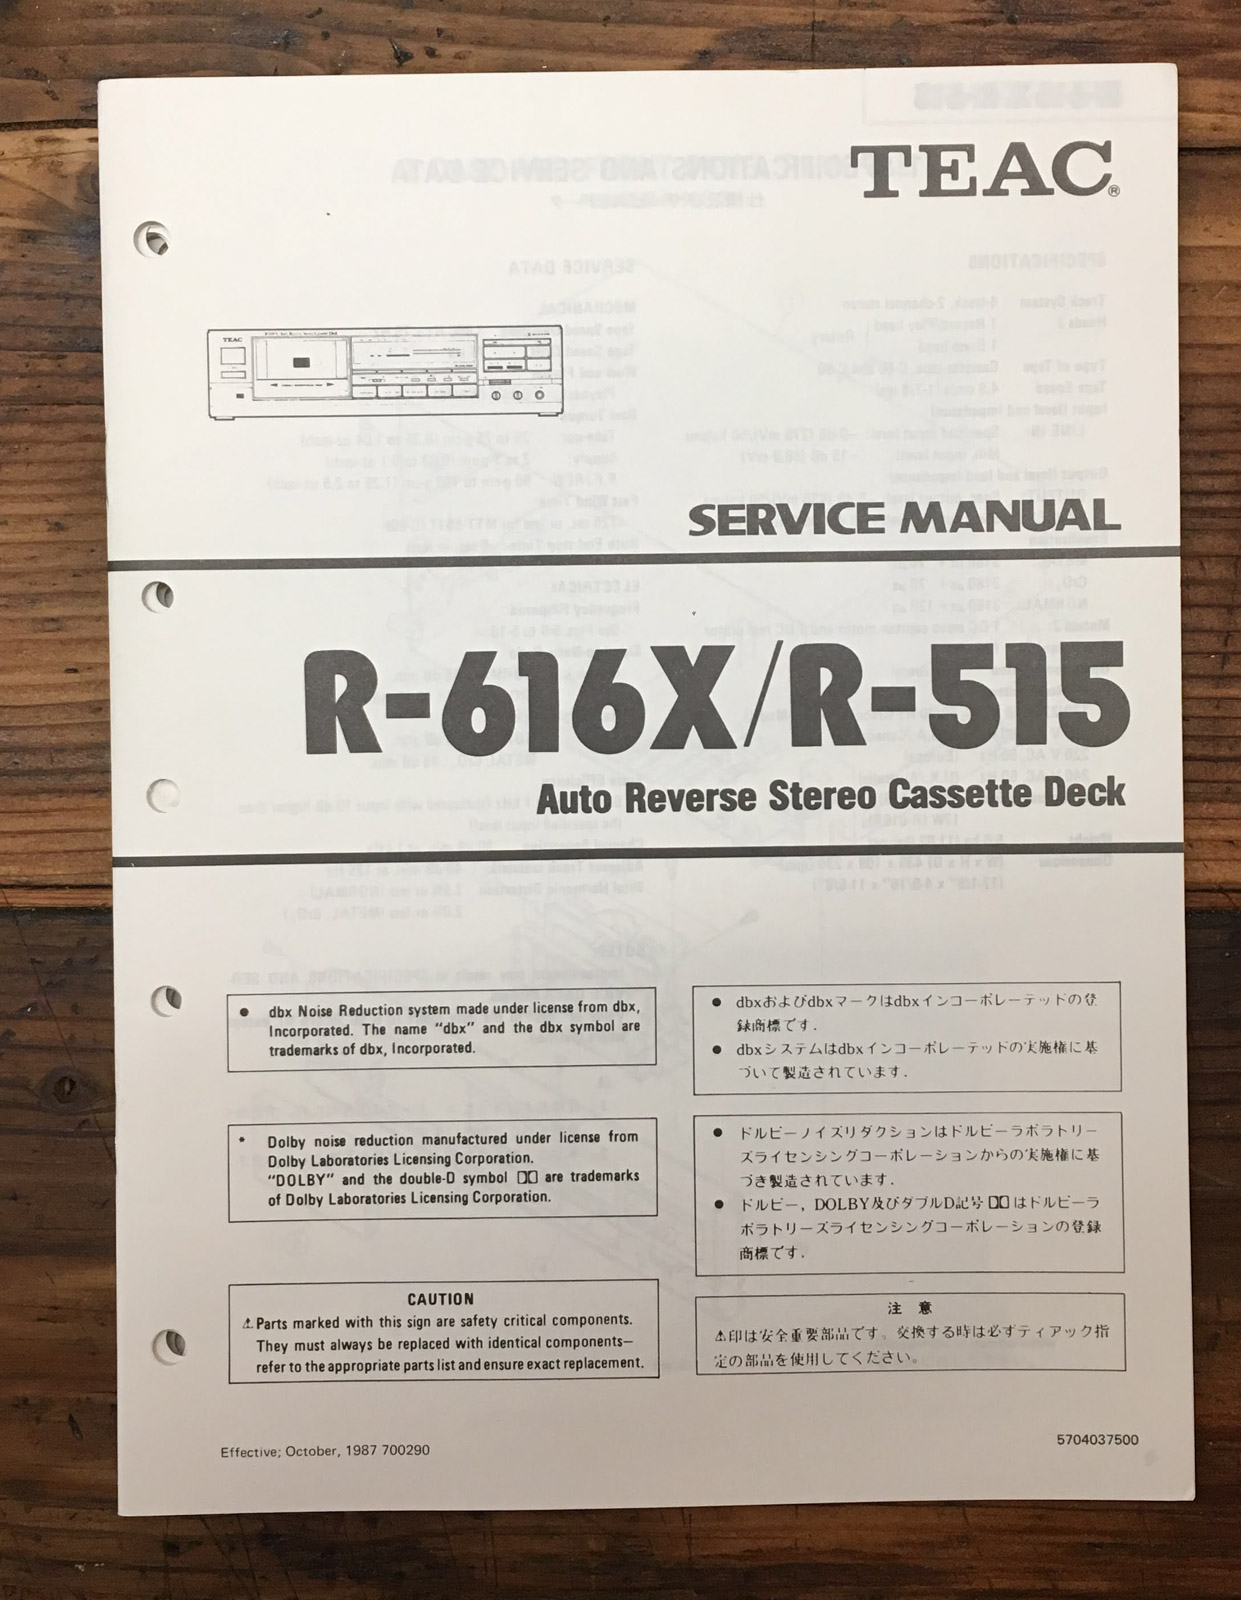 TEAC®
TEAC
SERVICE MANUAL
R-616X/R-515
Auto Reverse Stereo Cassette Deck
● dbx Noise Reduction system made under license from dbx,
Incorporated. The name "dbx" and the dbx symbol are
trademarks of dbx, Incorporated.
● dbxおよびdbxマークはdbxインコーポレーテッドの登
録商標です.
● dbxシステムはdbxインコーポレーテッドの実施権に基
づいて製造されています.
* Dolby noise reduction manufactured under license from
Dolby Laboratories Licensing Corporation.
"DOLBY" and the double-D symbol are trademarks
of Dolby Laboratories Licensing Corporation.
● ドルビーノイズリダクションはドルビーラボラトリー
ズライセンシングコーポレーションからの実施権に基
づき製造されています.
● ドルビー, DOLBY及びダブルD記号 はドルビーラ
ボラトリーズライセンシングコーポレーションの登録
商標です.
CAUTION
⚠Parts marked with this sign are safety critical components.
They must always be replaced with identical components—
refer to the appropriate parts list and ensure exact replacement.
注 意
⚠印は安全重要部品です。交換する時は必ずティアック指
定の部品を使用してください。
Effective; October, 1987 700290
5704037500